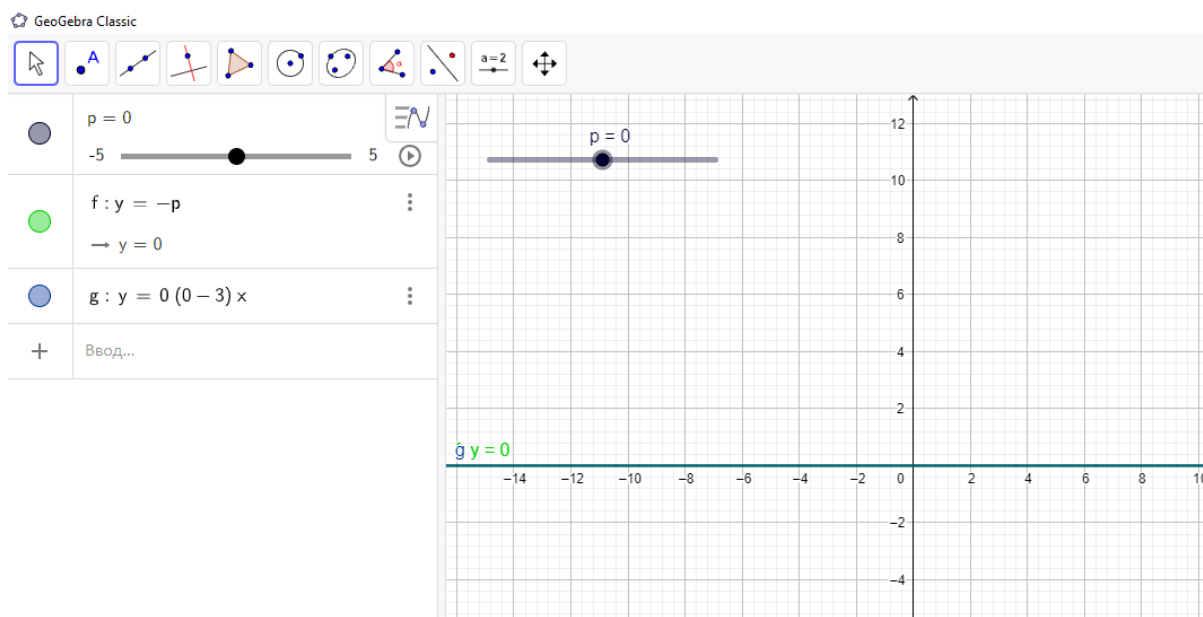 GeoGebra Classic
A
α
a=2
p = 0
-5 5
f : y = −p
→ y = 0
g : y = 0 (0 − 3) x
+ Ввод...
p = 0
12
10
8
6
4
2
g y = 0
−14 −12 −10 −8 −6 −4 −2 0 2 4 6 8 10
−2
−4